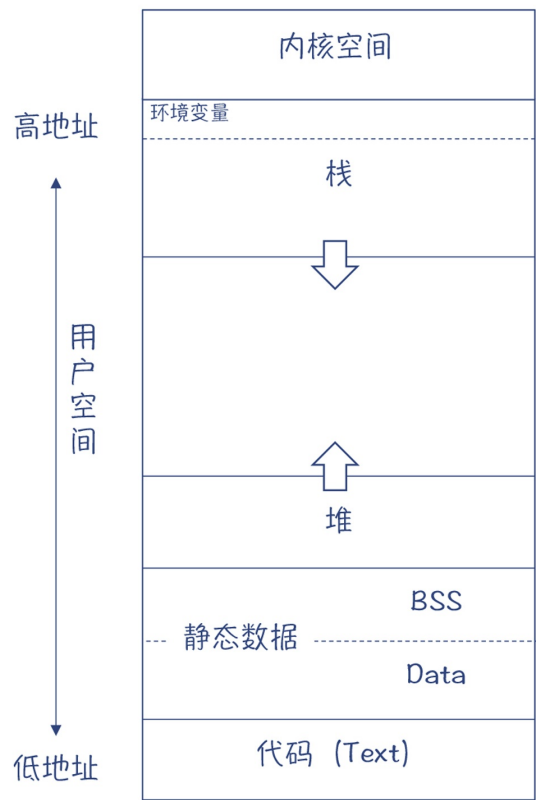 内核空间
环境变量
高地址
栈
用户空间
堆
BSS
静态数据
Data
代码 (Text)
低地址